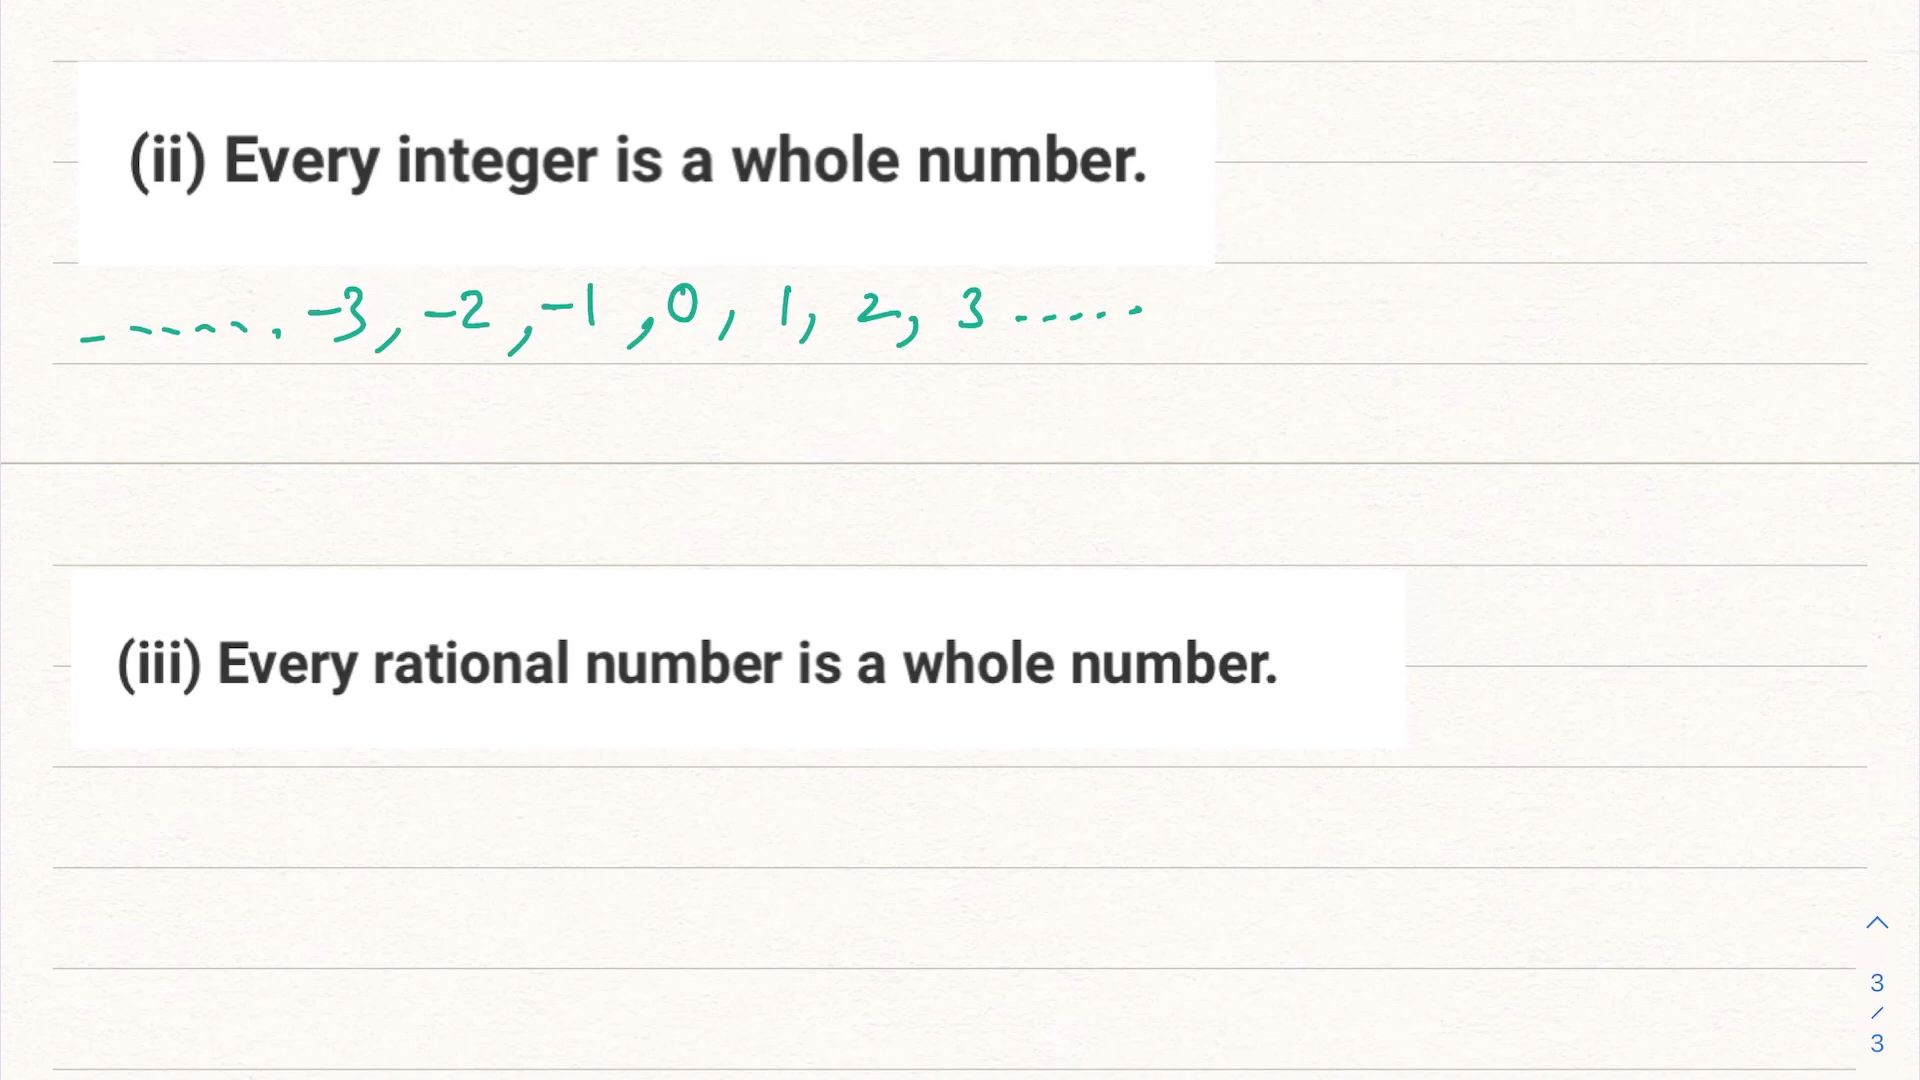 (ii) Every integer is a whole number.
------. -3, -2, -1, 0, 1, 2, 3 .....
(iii) Every rational number is a whole number.
3
/
3